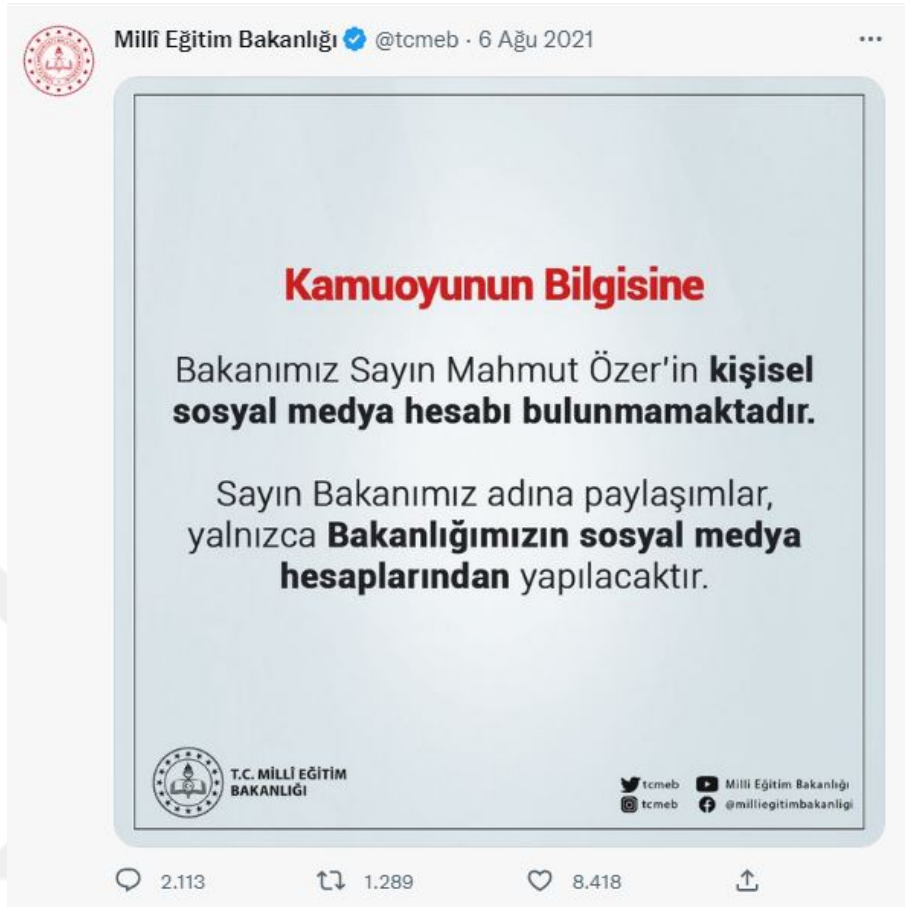 Millî Eğitim Bakanlığı @tcmeb · 6 Ağu 2021
Kamuoyunun Bilgisine
Bakanımız Sayın Mahmut Özer'in kişisel
sosyal medya hesabı bulunmamaktadır.
Sayın Bakanımız adına paylaşımlar,
yalnızca Bakanlığımızın sosyal medya
hesaplarından yapılacaktır.
T.C. MİLLÎ EĞİTİM
BAKANLIĞI
tcmeb Milli Eğitim Bakanlığı
tcmeb @milliegitimbakanligi
2.113 1.289 8.418